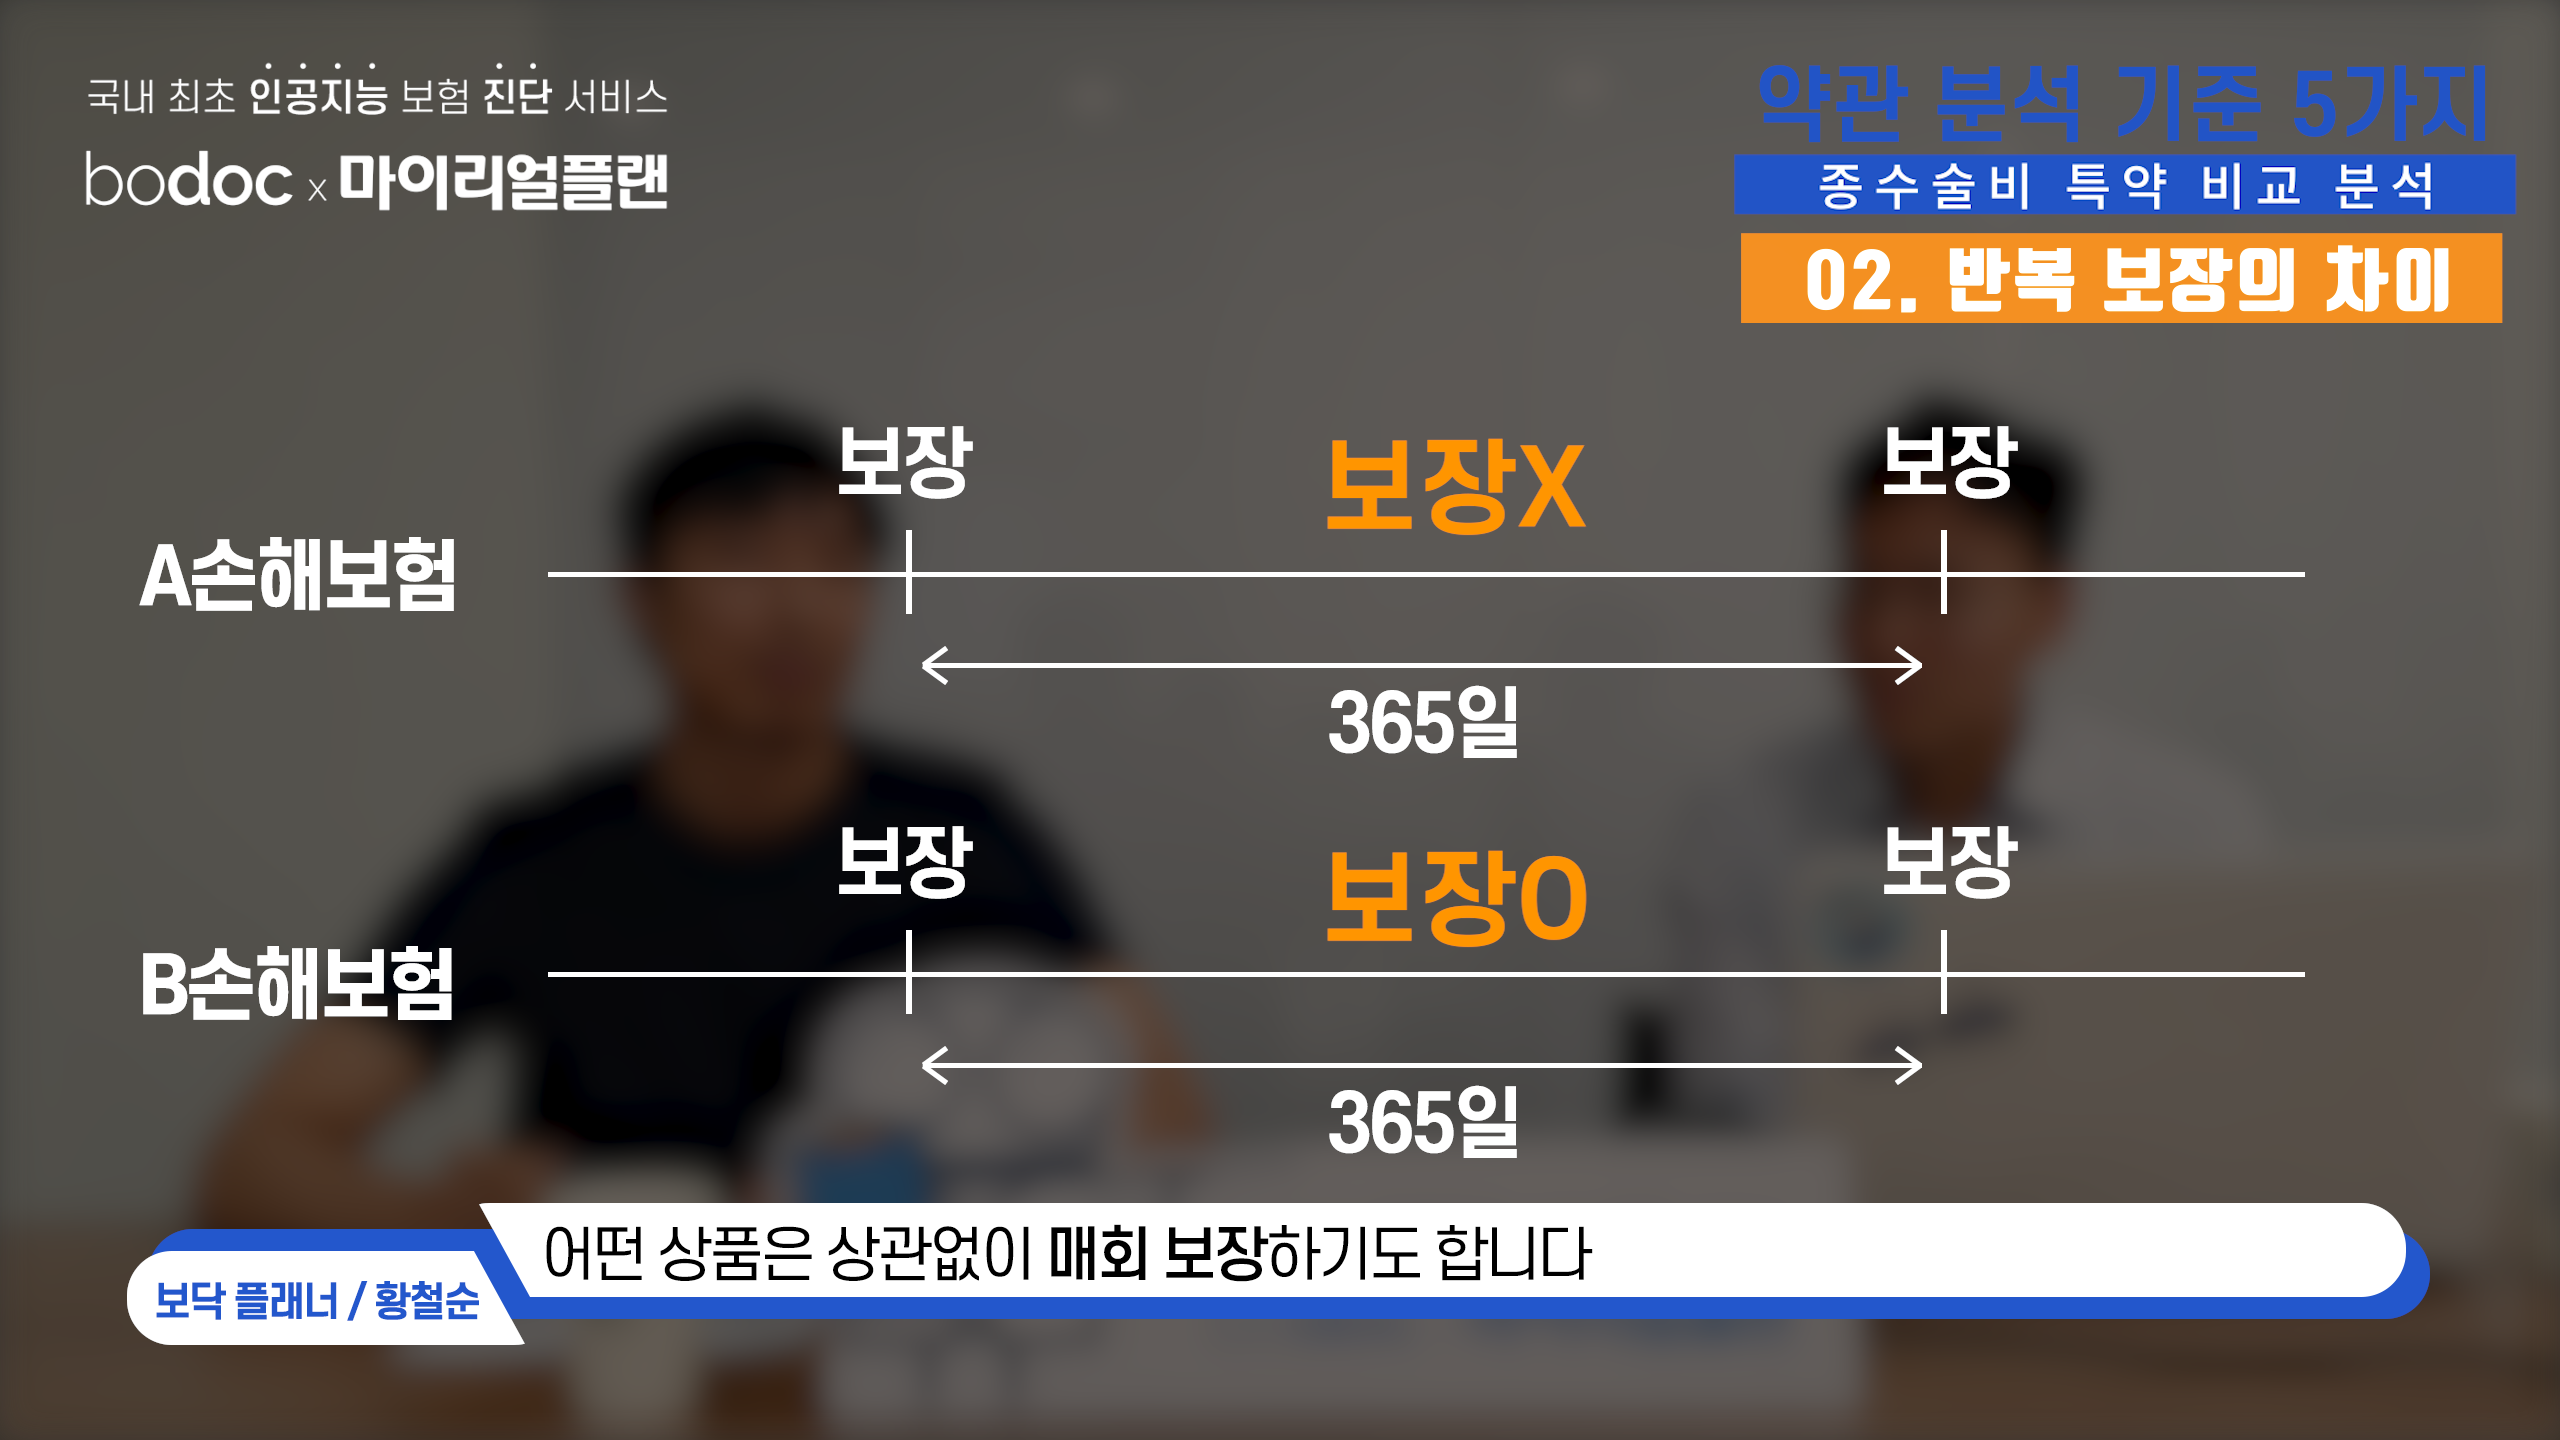 국내 최초 인공지능 보험 진단 서비스
bodoc x 마이리얼플랜
약관 분석 기준 5가지
종수술비 특약 비교 분석
02. 반복 보장의 차이
보장
보장X
보장
A손해보험
365일
보장
보장O
보장
B손해보험
365일
어떤 상품은 상관없이 매회 보장하기도 합니다
보닥 플래너 / 황철순